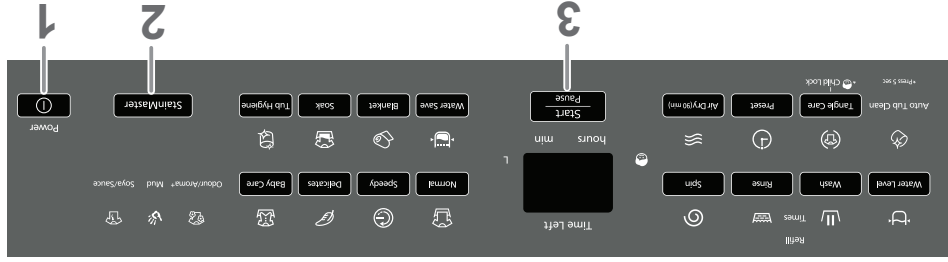 Refill
Times
Time Left
Water Level Wash Rinse Spin
Normal Speedy Delicates Baby Care
Odour/Aroma* Mud Soya/Sauce
L
hours min
Power
Auto Tub Clean Tangle Care Preset Air Dry(90 min)
Start
Pause
Water Save Blanket Soak Tub Hygiene
StainMaster
*Press 5 sec
*Child Lock
3 2 1